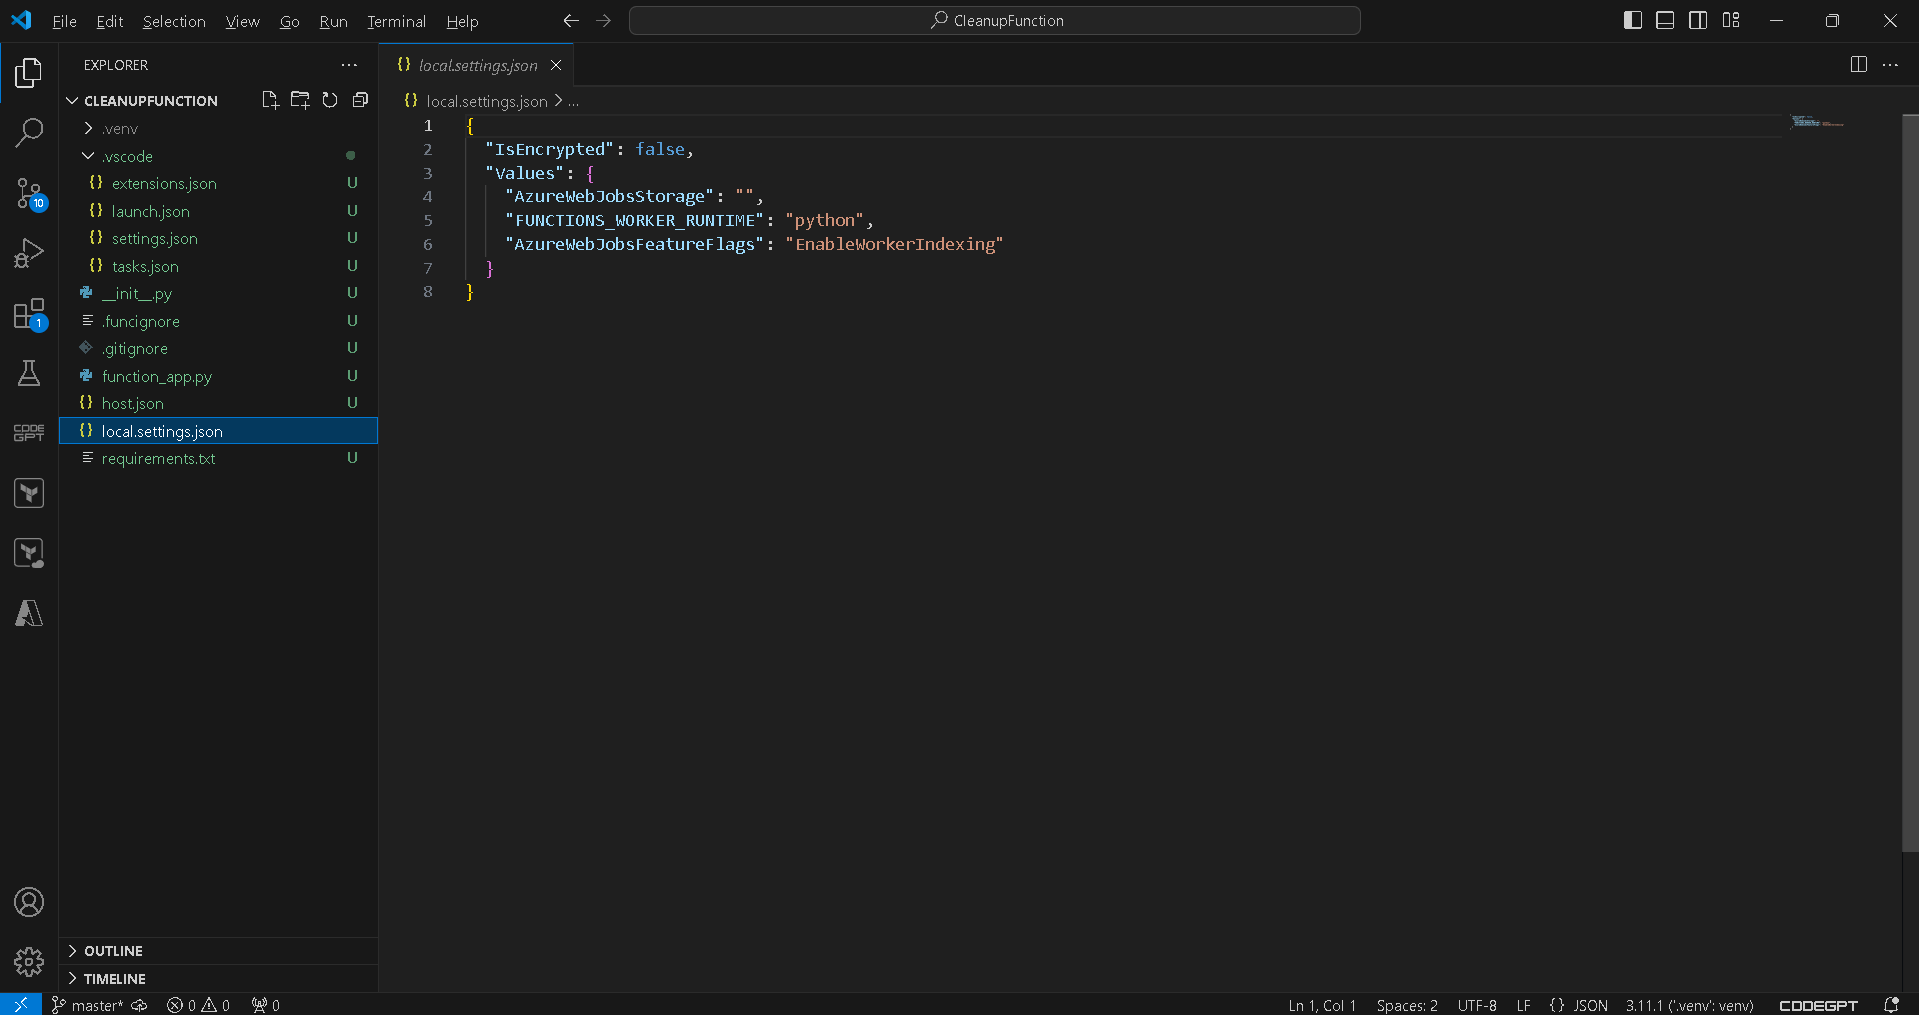 File Edit Selection View Go Run Terminal Help
CleanupFunction
EXPLORER
CLEANUPFUNCTION
.venv
.vscode
extensions.json U
launch.json U
settings.json U
tasks.json U
__init__.py U
.funcignore U
.gitignore U
function_app.py U
host.json U
local.settings.json
requirements.txt U
OUTLINE
TIMELINE
10
1
CODE
GPT
local.settings.json
local.settings.json > ...
1 {
2 "IsEncrypted": false,
3 "Values": {
4 "AzureWebJobsStorage": "",
5 "FUNCTIONS_WORKER_RUNTIME": "python",
6 "AzureWebJobsFeatureFlags": "EnableWorkerIndexing"
7 }
8 }
master* 0 0 0
Ln 1, Col 1 Spaces: 2 UTF-8 LF {} JSON 3.11.1 ('.venv': venv) CODEGPT